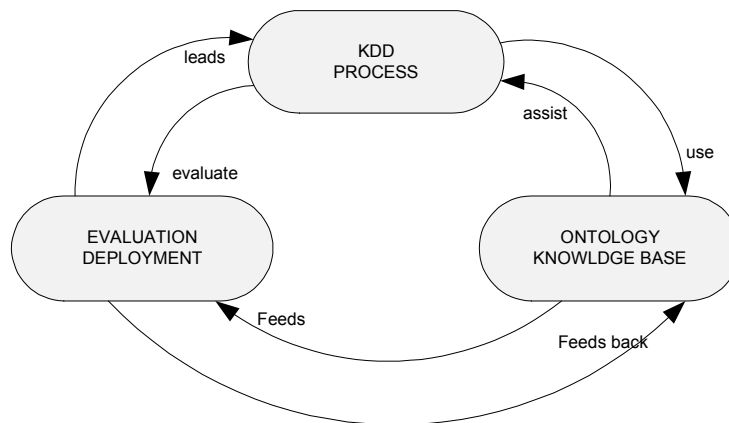 KDD
PROCESS
leads
assist
use
evaluate
EVALUATION
DEPLOYMENT
ONTOLOGY
KNOWLDGE BASE
Feeds
Feeds back